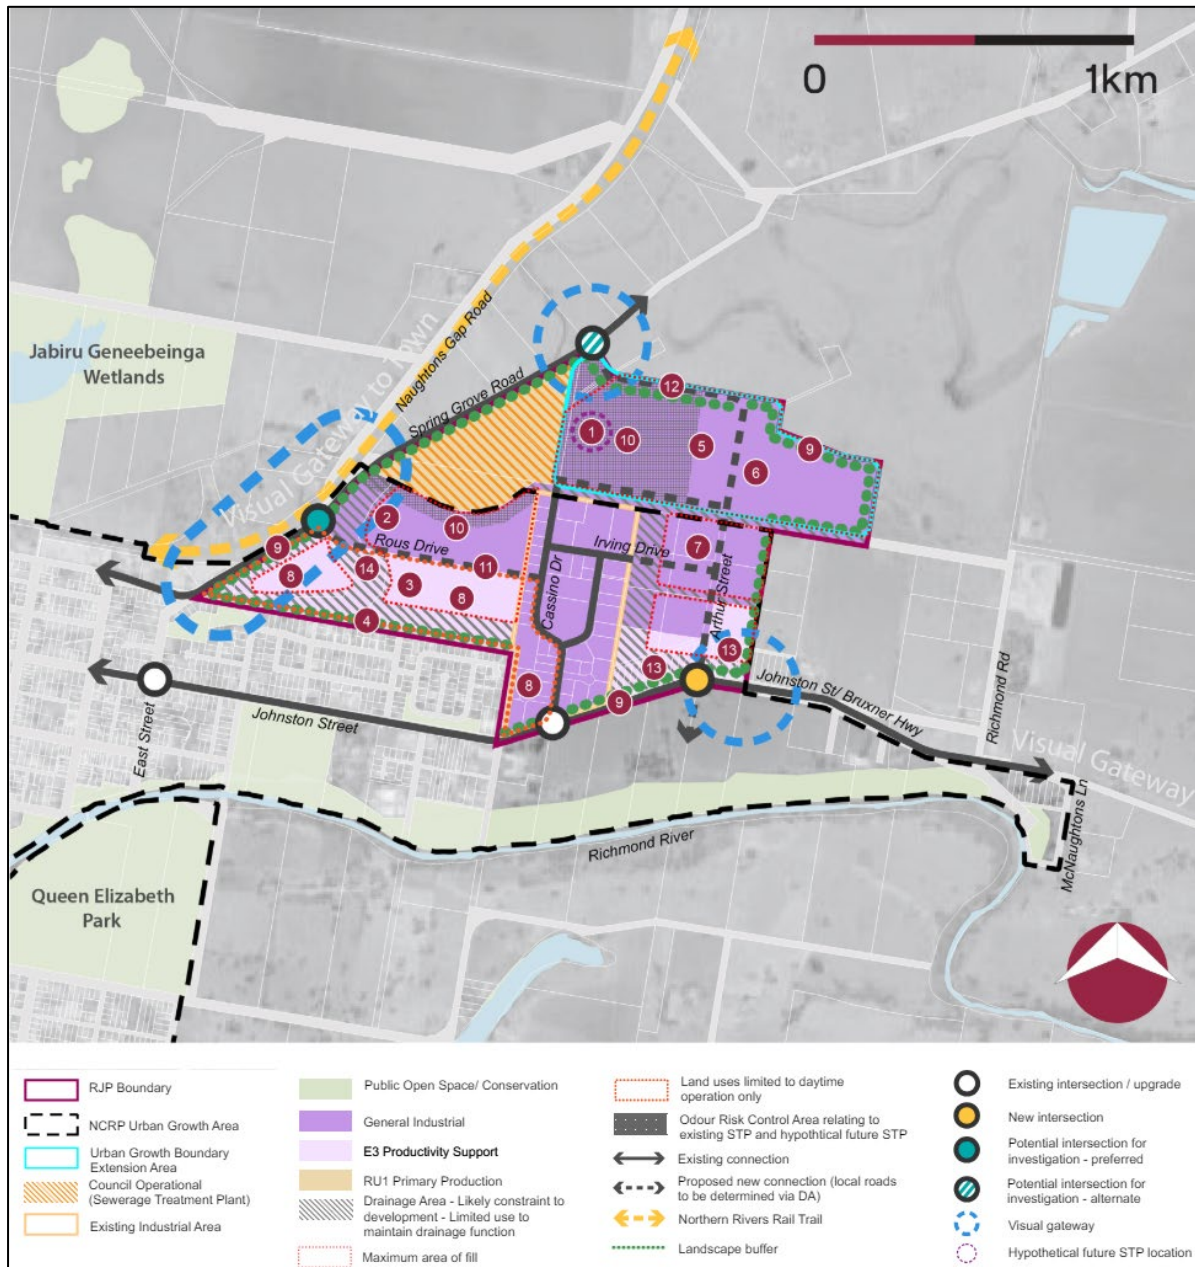 0
1km
Naughtons Gap Road
Visual Gateway to Town
Spring Grove Road
Jabiru Geneebeinga
Wetlands
12
1
10
5
9
6
2
10
Rous Drive
Irving Drive
7
9
11
8
14
3
8
Cassino Dr
Arthur Street
4
13
13
8
9
Johnston St/ Bruxner Hwy
Richmond Rd
Visual Gateway
East Street
Johnston Street
McNaughtons Ln
Richmond River
Queen Elizabeth
Park
RJP Boundary
NCRP Urban Growth Area
Urban Growth Boundary
Extension Area
Council Operational
(Sewerage Treatment Plant)
Existing Industrial Area
Public Open Space/ Conservation
General Industrial
E3 Productivity Support
RU1 Primary Production
Drainage Area - Likely constraint to
development - Limited use to
maintain drainage function
Maximum area of fill
Land uses limited to daytime
operation only
Odour Risk Control Area relating to
existing STP and hypothtical future STP
Existing connection
Proposed new connection (local roads
to be determined via DA)
Northern Rivers Rail Trail
Landscape buffer
Existing intersection / upgrade
New intersection
Potential intersection for
investigation - preferred
Potential intersection for
investigation - alternate
Visual gateway
Hypothetical future STP location